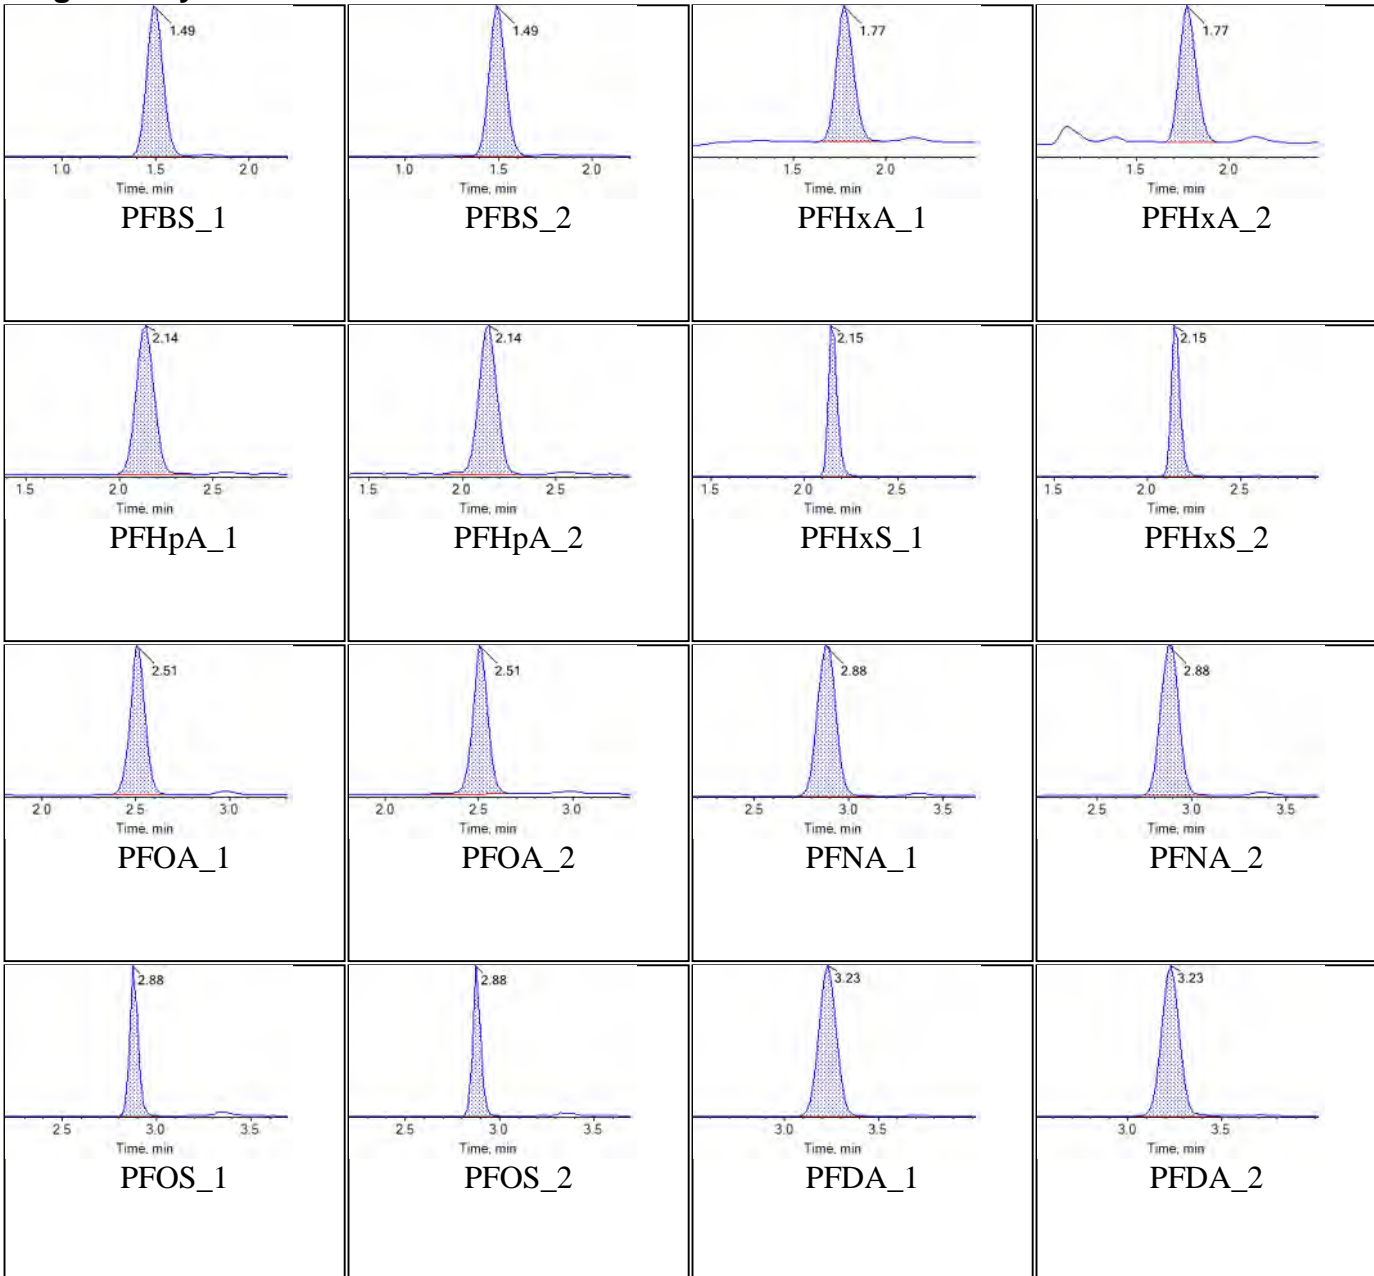 1.49 1.49 1.77 1.77
1.0 1.5 2.0 1.0 1.5 2.0 1.5 2.0 1.5 2.0
Time, min Time, min Time, min Time, min
PFBS_1 PFBS_2 PFHxA_1 PFHxA_2
2.14 2.14 2.15 2.15
1.5 2.0 2.5 1.5 2.0 2.5 1.5 2.0 2.5 1.5 2.0 2.5
Time, min Time, min Time, min Time, min
PFHpA_1 PFHpA_2 PFHxS_1 PFHxS_2
2.51 2.51 2.88 2.88
2.0 2.5 3.0 2.0 2.5 3.0 2.5 3.0 3.5 2.5 3.0 3.5
Time, min Time, min Time, min Time, min
PFOA_1 PFOA_2 PFNA_1 PFNA_2
2.88 2.88 3.23 3.23
2.5 3.0 3.5 2.5 3.0 3.5 3.0 3.5 3.0 3.5
Time, min Time, min Time, min Time, min
PFOS_1 PFOS_2 PFDA_1 PFDA_2